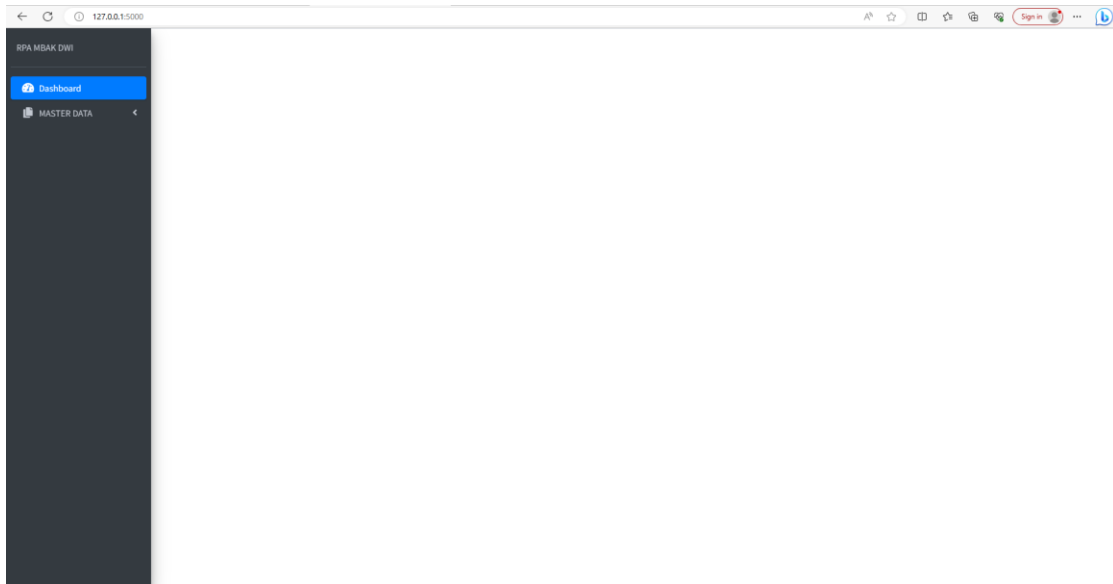 127.0.0.1:5000
A
Sign in
RPA MBAK DWI
Dashboard
MASTER DATA